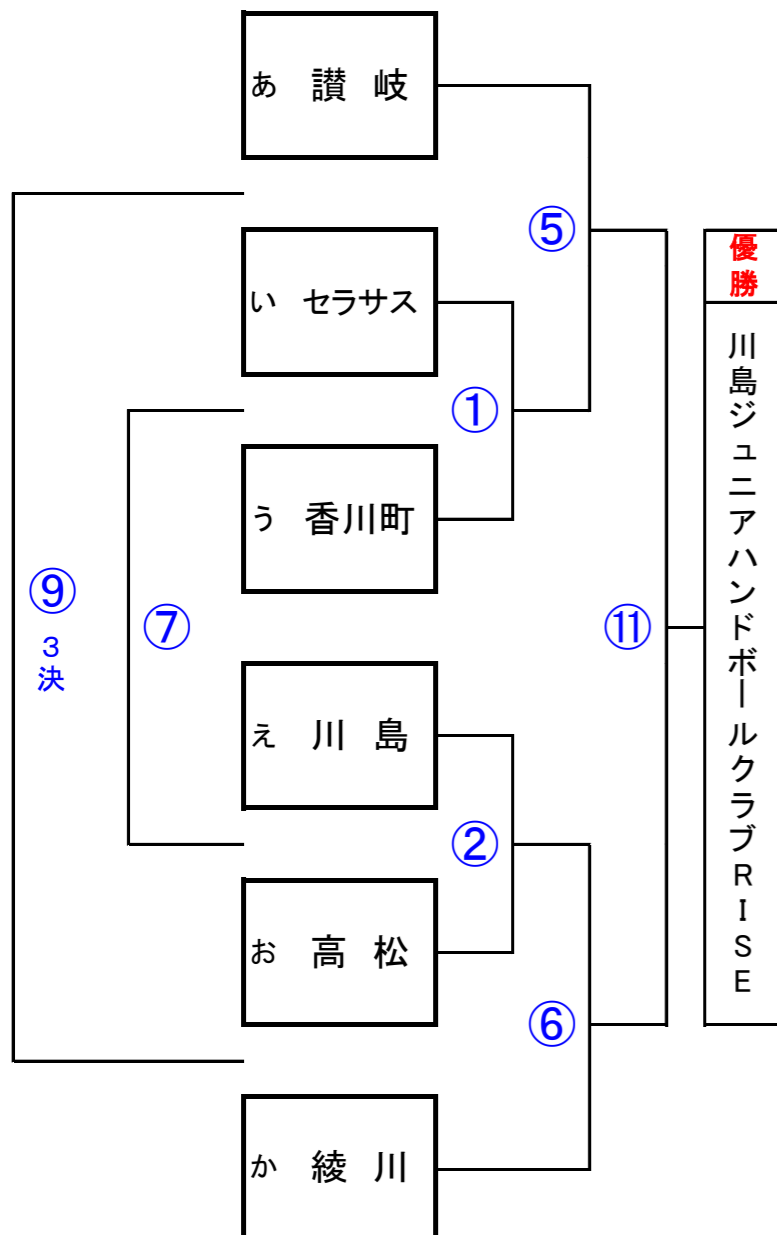 あ 讃 岐
⑤
優勝
い セラサス
①
川島ジュニアハンドボールクラブRISE
う 香川町
⑨
3決
⑦
⑪
え 川 島
②
お 高 松
⑥
か 綾 川